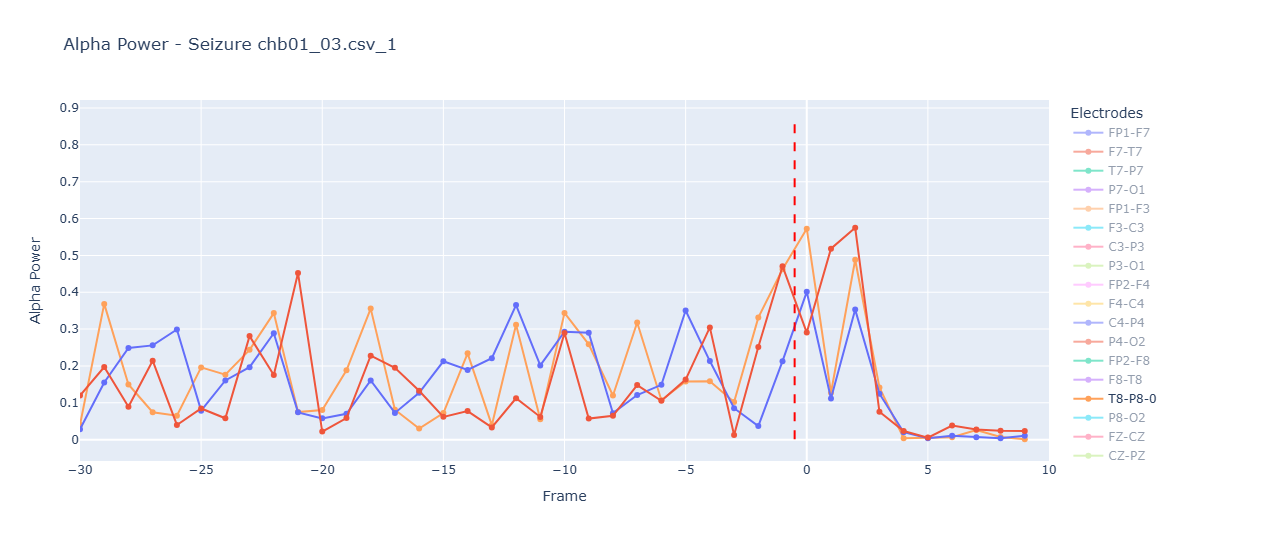 Alpha Power - Seizure chb01_03.csv_1
Alpha Power
0.9
0.8
0.7
0.6
0.5
0.4
0.3
0.2
0.1
0
−30
−25
−20
−15
−10
−5
0
5
10
Frame
Electrodes
FP1-F7
F7-T7
T7-P7
P7-O1
FP1-F3
F3-C3
C3-P3
P3-O1
FP2-F4
F4-C4
C4-P4
P4-O2
FP2-F8
F8-T8
T8-P8-0
P8-O2
FZ-CZ
CZ-PZ